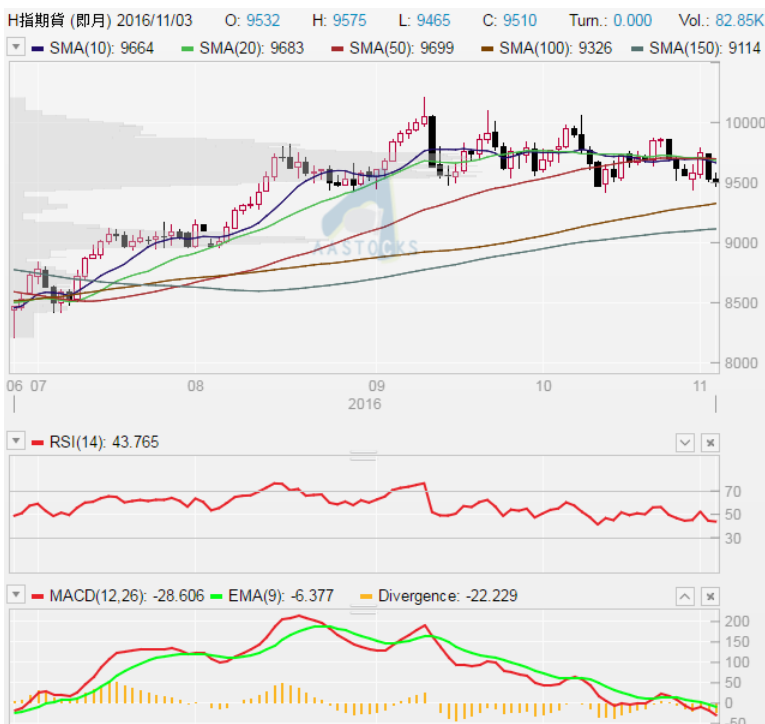 H指期貨 (即月) 2016/11/03 O: 9532 H: 9575 L: 9465 C: 9510 Turn.: 0.000 Vol.: 82.85K
SMA(10): 9664 SMA(20): 9683 SMA(50): 9699 SMA(100): 9326 SMA(150): 9114
10000
9500
9000
AASTOCKS
8500
8000
06 07 08 09 10 11
2016
RSI(14): 43.765
70
50
30
MACD(12,26): -28.606 EMA(9): -6.377 Divergence: -22.229
200
150
100
50
0
-50